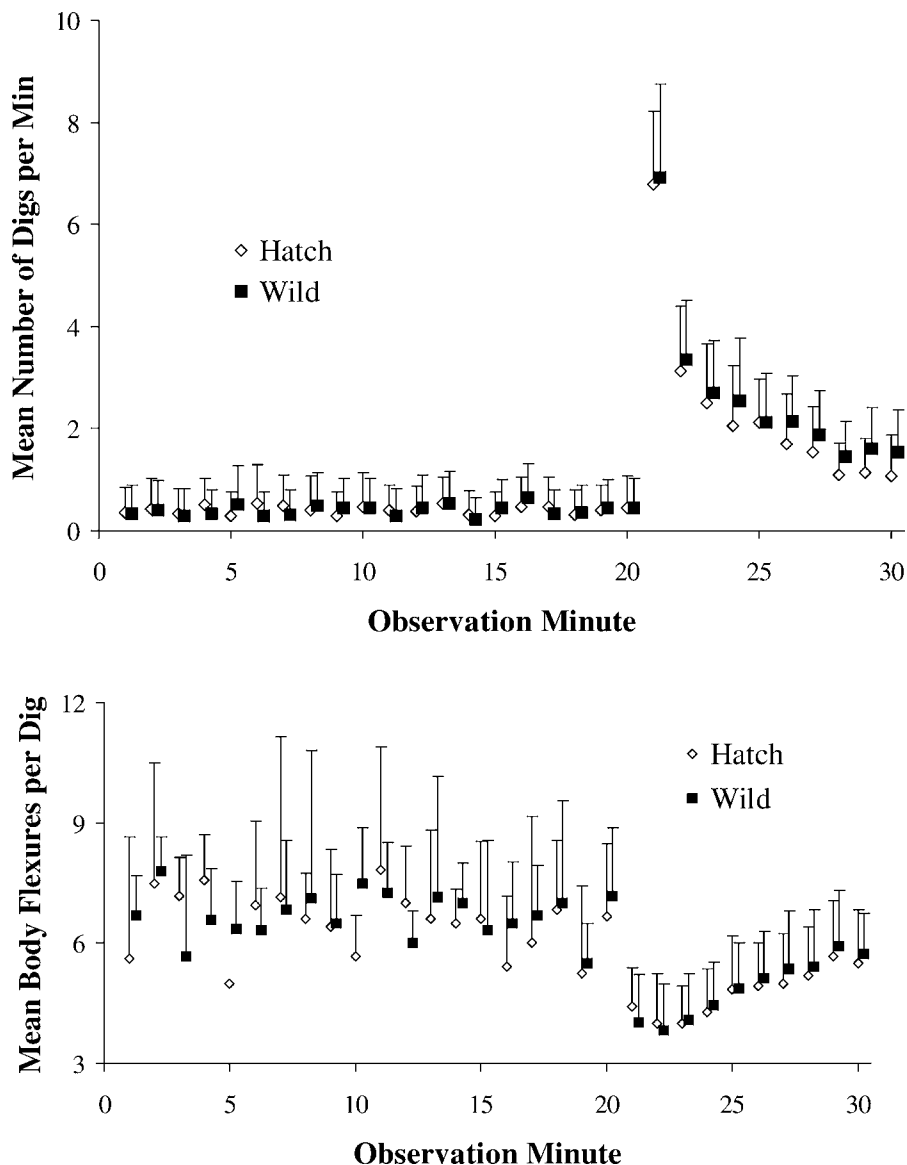 Mean Number of Digs per Min
10
8
6
4
2
0
Hatch
Wild
0 5 10 15 20 25 30
Observation Minute
Mean Body Flexures per Dig
12
9
6
3
Hatch
Wild
0 5 10 15 20 25 30
Observation Minute